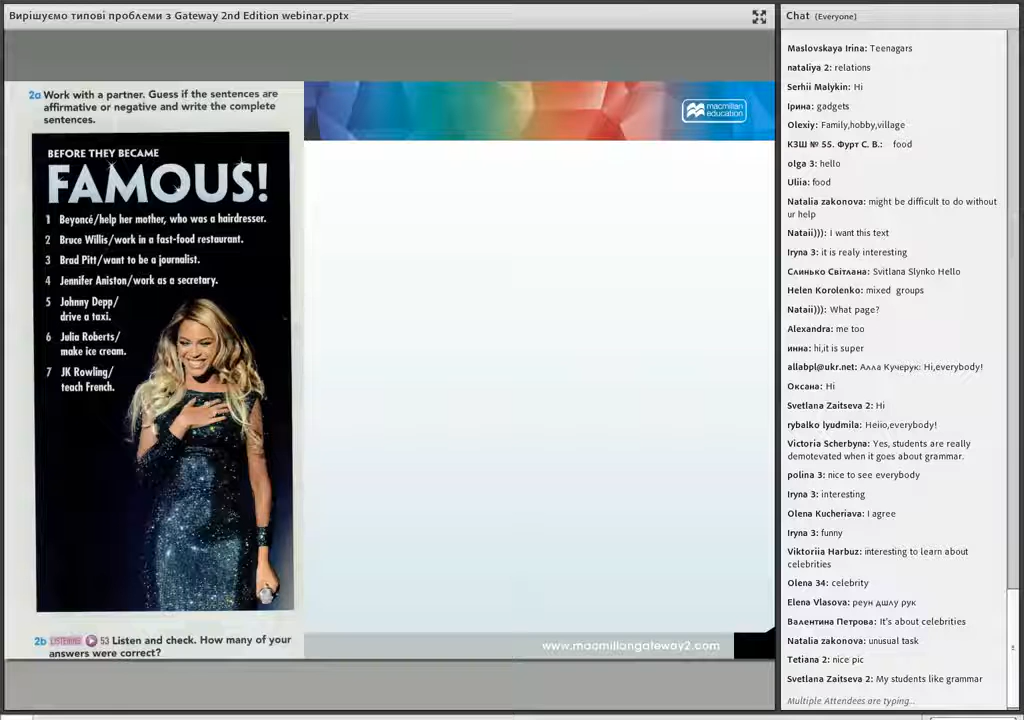 Вирішуємо типові проблеми з Gateway 2nd Edition webinar.pptx
2a Work with a partner. Guess if the sentences are
affirmative or negative and write the complete
sentences.
BEFORE THEY BECAME
FAMOUS!
1 Beyoncé/help her mother, who was a hairdresser.
2 Bruce Willis/work in a fast-food restaurant.
3 Brad Pitt/want to be a journalist.
4 Jennifer Aniston/work as a secretary.
5 Johnny Depp/
drive a taxi.
6 Julia Roberts/
make ice cream.
7 JK Rowling/
teach French.
2b LISTENING 53 Listen and check. How many of your
answers were correct?
macmillan
education
www.macmillangateway2.com
Chat (Everyone)
Maslovskaya Irina: Teenagars
nataliya 2: relations
Serhii Malykin: Hi
Ірина: gadgets
Olexiy: Family,hobby,village
КЗШ № 55. Фурт С. В.: food
olga 3: hello
Uliia: food
Natalia zakonova: might be difficult to do without
ur help
Nataii))): I want this text
Iryna 3: it is realy interesting
Слинько Світлана: Svitlana Slynko Hello
Helen Korolenko: mixed groups
Nataii))): What page?
Alexandra: me too
инна: hi,it is super
allabpl@ukr.net: Алла Кучерук: Hi,everybody!
Оксана: Hi
Svetlana Zaitseva 2: Hi
rybalko lyudmila: Heiio,everybody!
Victoria Scherbyna: Yes, students are really
demotevated when it goes about grammar.
polina 3: nice to see everybody
Iryna 3: interesting
Olena Kucheriava: I agree
Iryna 3: funny
Viktoriia Harbuz: interesting to learn about
celebrities
Olena 34: celebrity
Elena Vlasova: реун дшлу рук
Валентина Петрова: It's about celebrities
Natalia zakonova: unusual task
Tetiana 2: nice pic
Svetlana Zaitseva 2: My students like grammar
Multiple Attendees are typing...